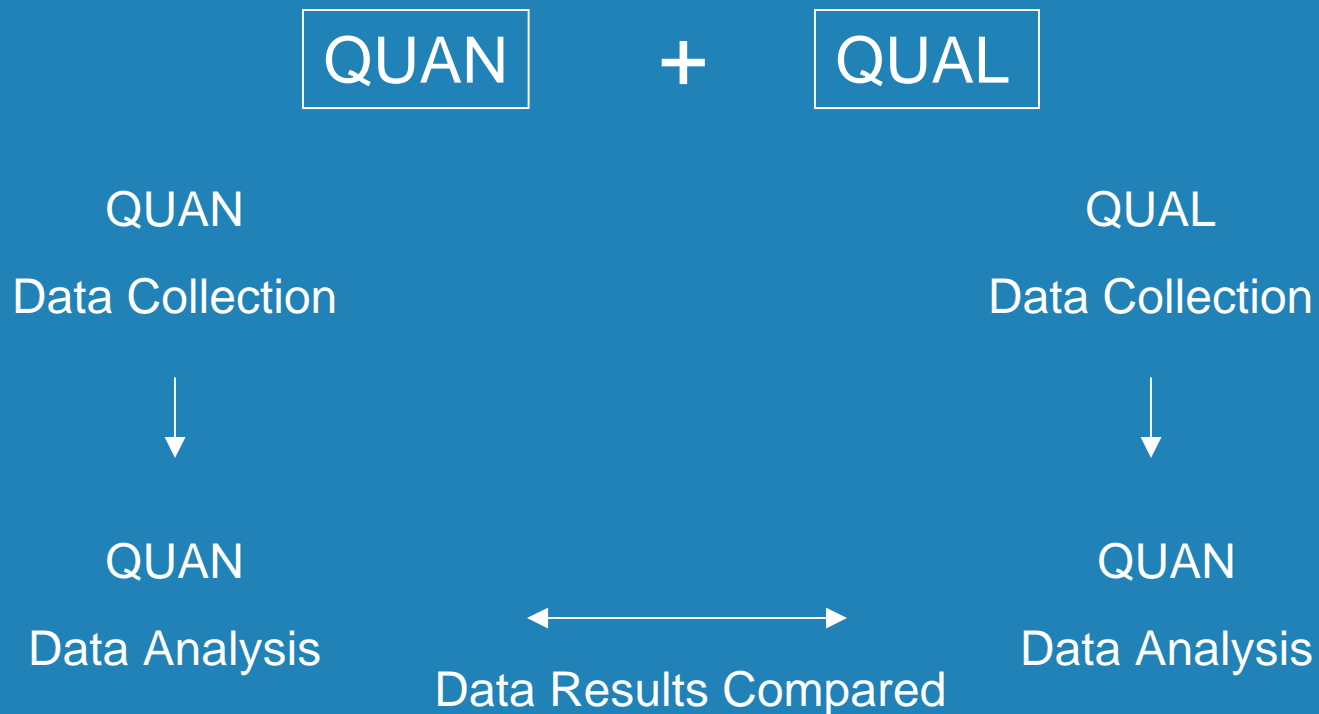 QUAN + QUAL
QUAN
Data Collection
QUAL
Data Collection
QUAN
Data Analysis
QUAN
Data Analysis
Data Results Compared